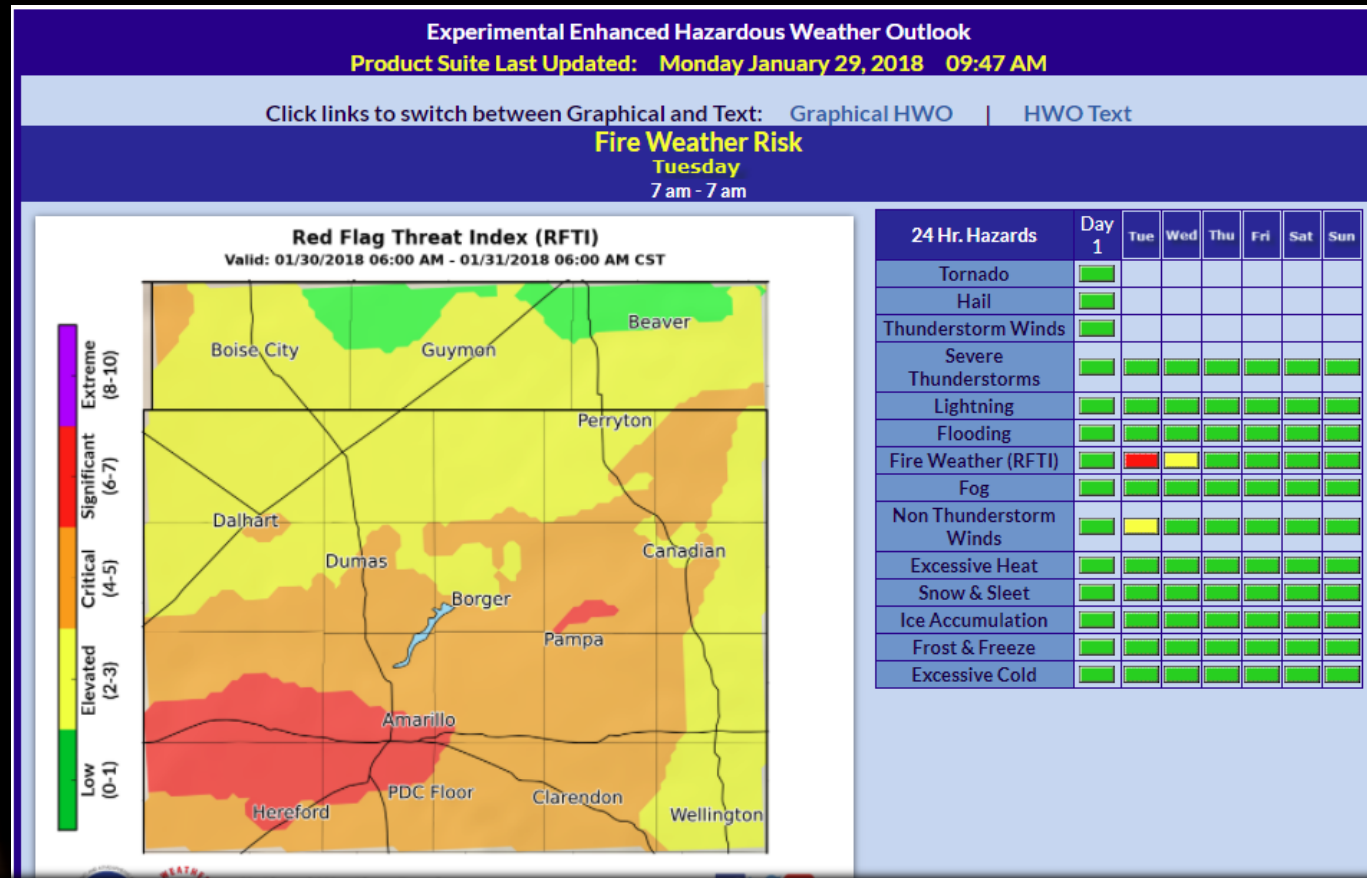 Experimental Enhanced Hazardous Weather Outlook
Product Suite Last Updated: Monday January 29, 2018 09:47 AM
Click links to switch between Graphical and Text: Graphical HWO | HWO Text
Fire Weather Risk
Tuesday
7 am - 7 am
Red Flag Threat Index (RFTI)
Valid: 01/30/2018 06:00 AM - 01/31/2018 06:00 AM CST
Extreme
(8-10)
Significant
(6-7)
Critical
(4-5)
Elevated
(2-3)
Low
(0-1)
Beaver
Boise City
Guymon
Perryton
Dalhart
Canadian
Dumas
Borger
Pampa
Amarillo
PDC Floor
Clarendon
Hereford
Wellington
24 Hr. Hazards
Day
1
Tue Wed Thu Fri Sat Sun
Tornado
Hail
Thunderstorm Winds
Severe
Thunderstorms
Lightning
Flooding
Fire Weather (RFTI)
Fog
Non Thunderstorm
Winds
Excessive Heat
Snow & Sleet
Ice Accumulation
Frost & Freeze
Excessive Cold